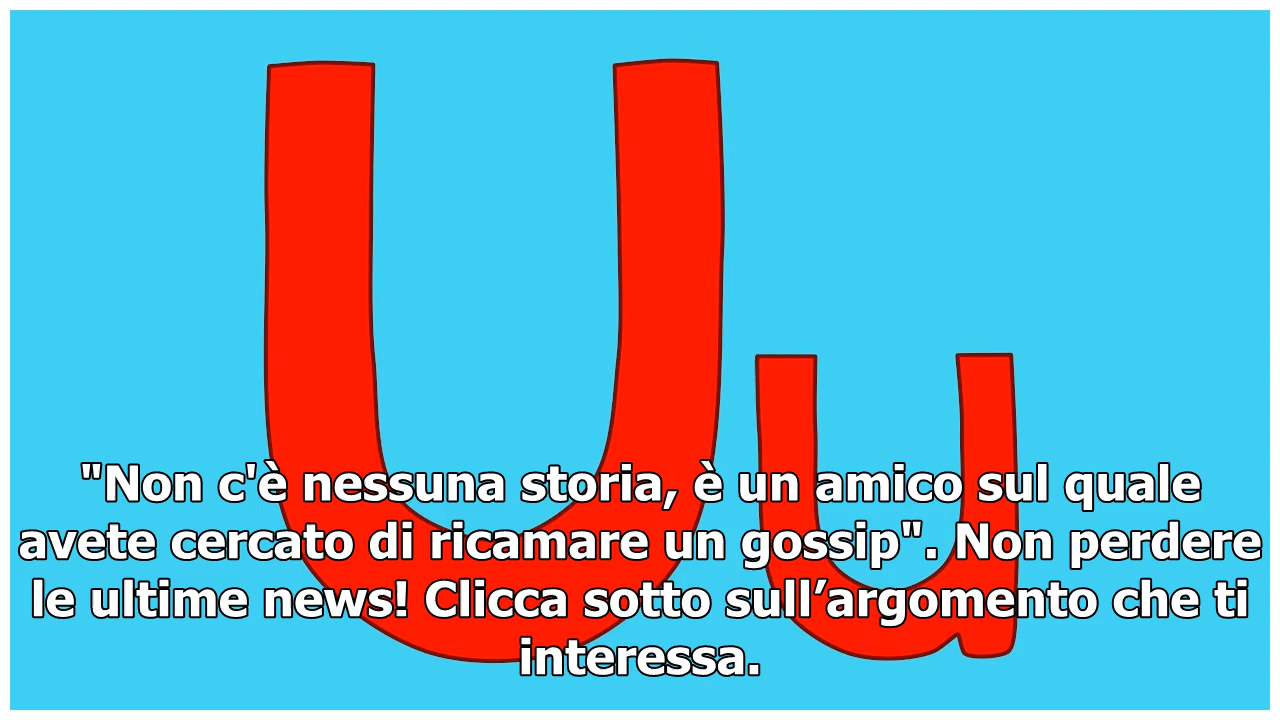 U u
"Non c'è nessuna storia, è un amico sul quale
avete cercato di ricamare un gossip". Non perdere
le ultime news! Clicca sotto sull’argomento che ti
interessa.